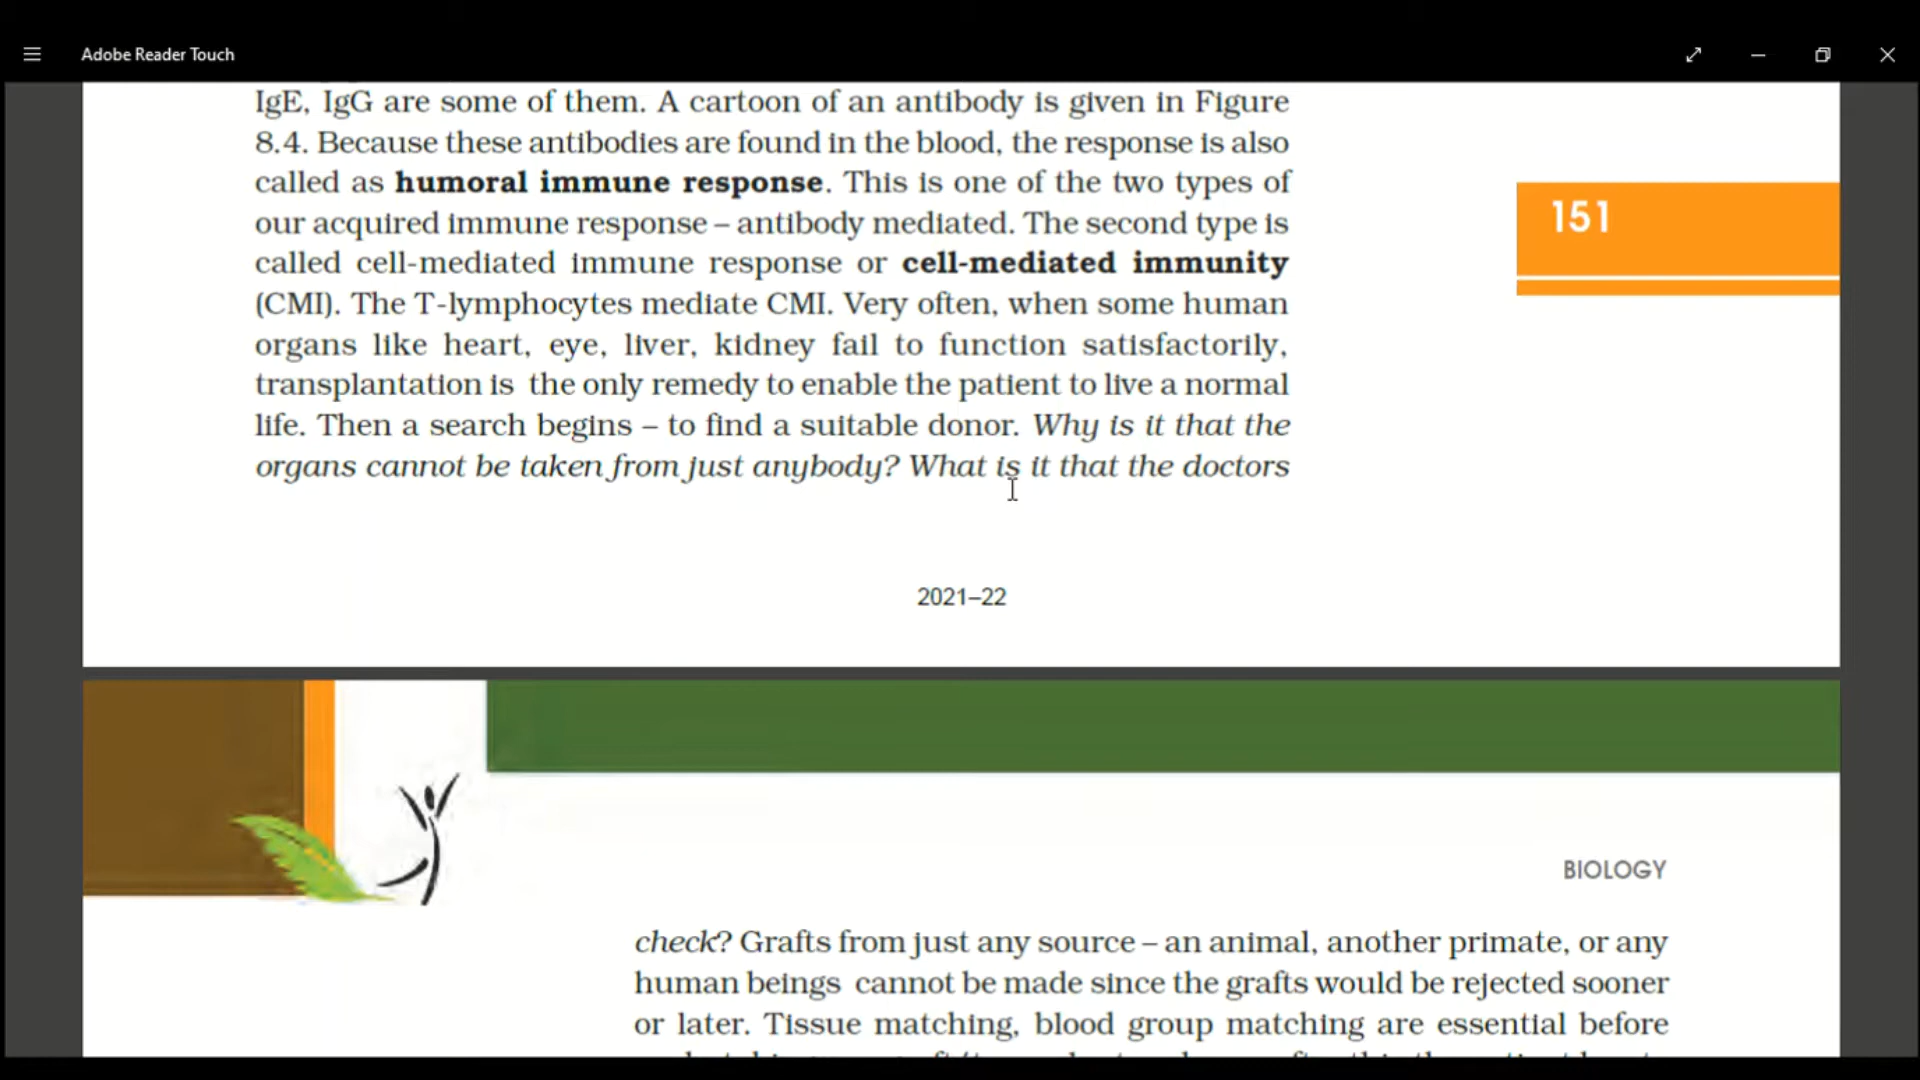 Adobe Reader Touch
IgE, IgG are some of them. A cartoon of an antibody is given in Figure
8.4. Because these antibodies are found in the blood, the response is also
called as humoral immune response. This is one of the two types of
our acquired immune response – antibody mediated. The second type is
called cell-mediated immune response or cell-mediated immunity
(CMI). The T-lymphocytes mediate CMI. Very often, when some human
organs like heart, eye, liver, kidney fail to function satisfactorily,
transplantation is the only remedy to enable the patient to live a normal
life. Then a search begins – to find a suitable donor. Why is it that the
organs cannot be taken from just anybody? What is it that the doctors
151
2021–22
BIOLOGY
check? Grafts from just any source – an animal, another primate, or any
human beings cannot be made since the grafts would be rejected sooner
or later. Tissue matching, blood group matching are essential before